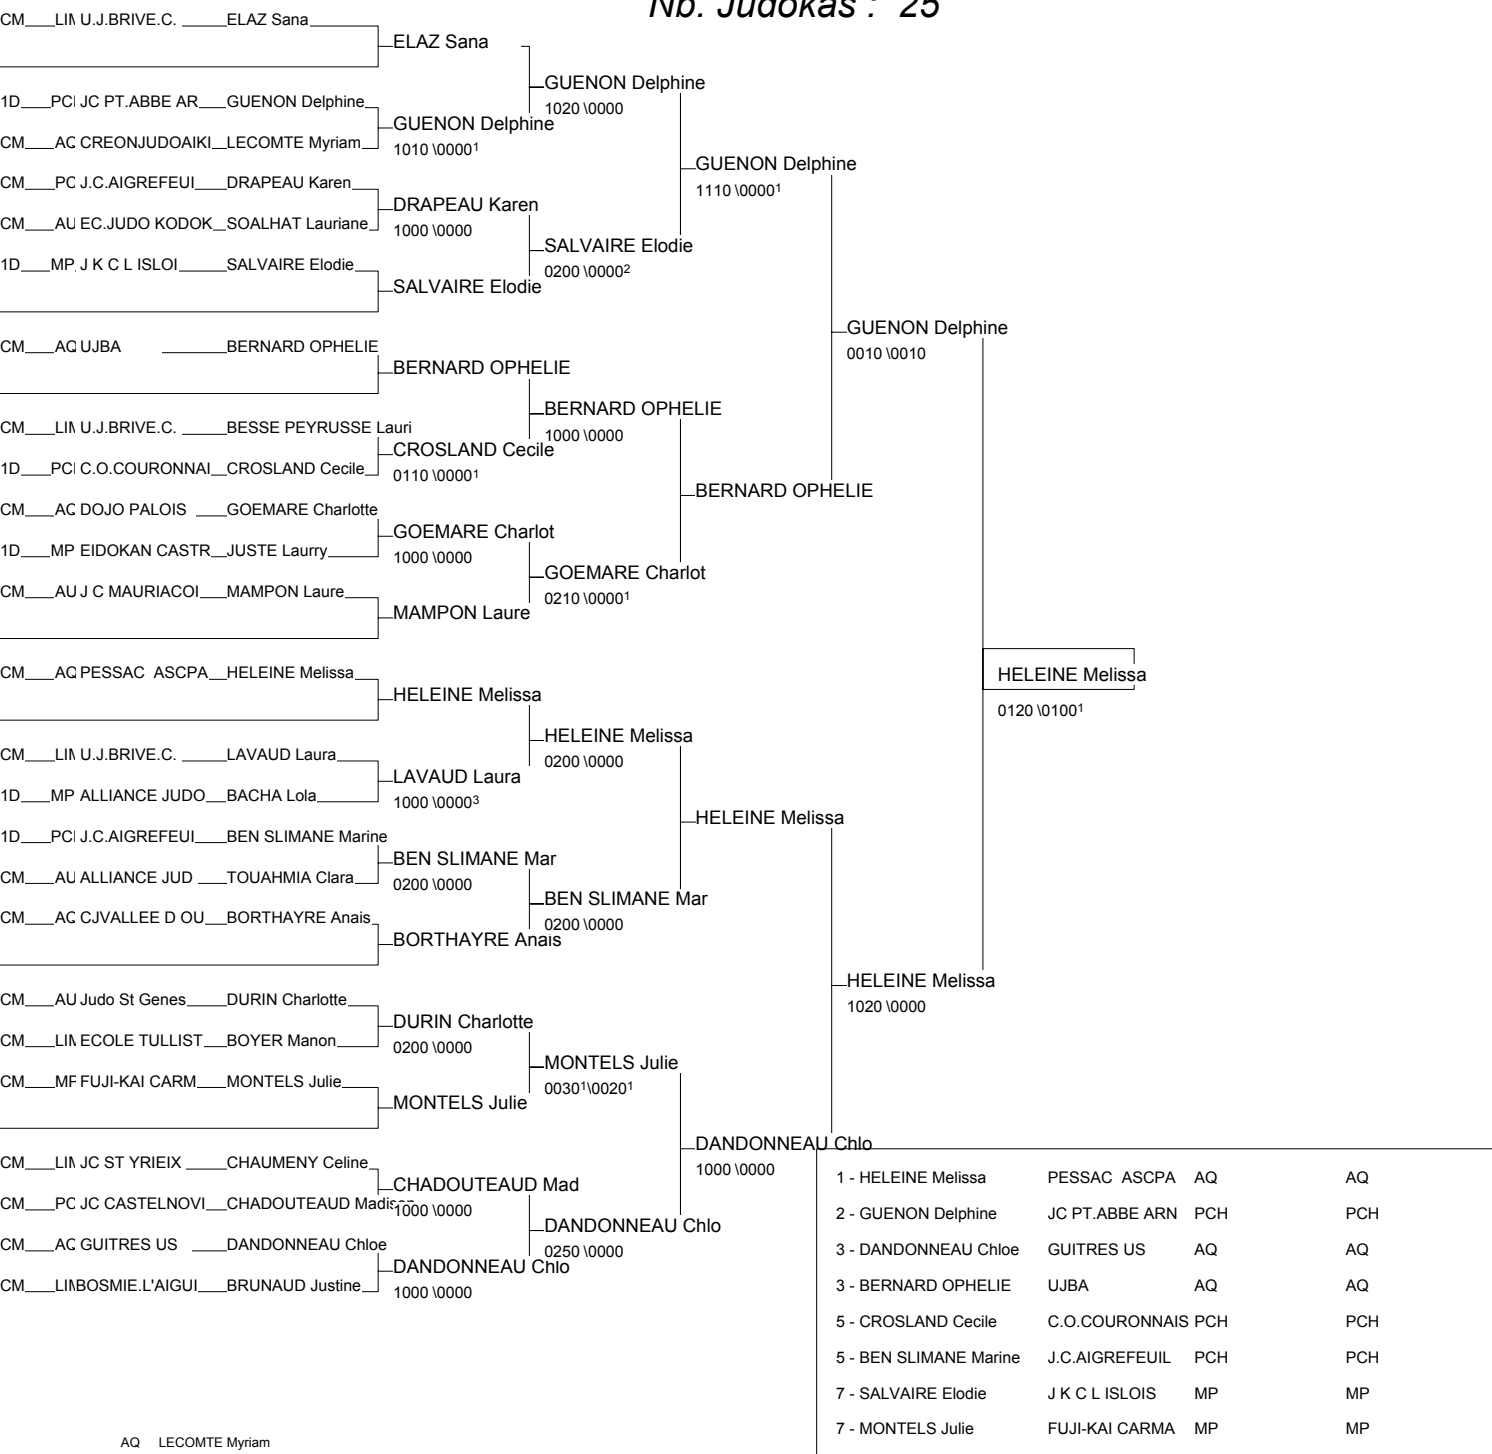 Nb. Judokas : 25
CM LIM U.J.BRIVE.C. ELAZ Sana
ELAZ Sana
GUENON Delphine
1020 \0000
1D PCH JC PT.ABBE AR GUENON Delphine
GUENON Delphine
1010 \0000¹
CM AQ CREONJUDOAIKI LECOMTE Myriam
GUENON Delphine
1110 \0000¹
CM PC J.C.AIGREFEUI DRAPEAU Karen
DRAPEAU Karen
1000 \0000
CM AU EC.JUDO KODOK SOALHAT Lauriane
SALVAIRE Elodie
0200 \0000²
1D MP J K C L ISLOI SALVAIRE Elodie
SALVAIRE Elodie
GUENON Delphine
0010 \0010
CM AQ UJBA BERNARD OPHELIE
BERNARD OPHELIE
BERNARD OPHELIE
1000 \0000
CM LIM U.J.BRIVE.C. BESSE PEYRUSSE Lauri
CROSLAND Cecile
0110 \0000¹
1D PCH C.O.COURONNAI CROSLAND Cecile
BERNARD OPHELIE
CM AQ DOJO PALOIS GOEMARE Charlotte
GOEMARE Charlot
1000 \0000
1D MP EIDOKAN CASTR JUSTE Laurry
GOEMARE Charlot
0210 \0000¹
CM AU J C MAURIACOI MAMPON Laure
MAMPON Laure
HELEINE Melissa
0120 \0100¹
CM AQ PESSAC ASCPA HELEINE Melissa
HELEINE Melissa
HELEINE Melissa
0200 \0000
CM LIM U.J.BRIVE.C. LAVAUD Laura
LAVAUD Laura
1000 \0000³
1D MP ALLIANCE JUDO BACHA Lola
HELEINE Melissa
1D PCH J.C.AIGREFEUI BEN SLIMANE Marine
BEN SLIMANE Mar
0200 \0000
CM AU ALLIANCE JUD TOUAHMIA Clara
BEN SLIMANE Mar
0200 \0000
CM AQ CJVALLEE D OU BORTHAYRE Anais
BORTHAYRE Anais
HELEINE Melissa
1020 \0000
CM AU Judo St Genes DURIN Charlotte
DURIN Charlotte
0200 \0000
CM LIM ECOLE TULLIST BOYER Manon
MONTELS Julie
0030¹\0020¹
CM MP FUJI-KAI CARM MONTELS Julie
MONTELS Julie
DANDONNEAU Chlo
1000 \0000
CM LIM JC ST YRIEIX CHAUMENY Celine
CHADOUTEAUD Mad
1000 \0000
CM PC JC CASTELNOVI CHADOUTEAUD Madison
DANDONNEAU Chlo
0250 \0000
CM AQ GUITRES US DANDONNEAU Chloe
DANDONNEAU Chlo
1000 \0000
CM LIM BOSMIE.L'AIGUI BRUNAUD Justine
1 - HELEINE Melissa PESSAC ASCPA AQ AQ
2 - GUENON Delphine JC PT.ABBE ARN PCH PCH
3 - DANDONNEAU Chloe GUITRES US AQ AQ
3 - BERNARD OPHELIE UJBA AQ AQ
5 - CROSLAND Cecile C.O.COURONNAIS PCH PCH
5 - BEN SLIMANE Marine J.C.AIGREFEUIL PCH PCH
7 - SALVAIRE Elodie J K C L ISLOIS MP MP
7 - MONTELS Julie FUJI-KAI CARMA MP MP
AQ LECOMTE Myriam